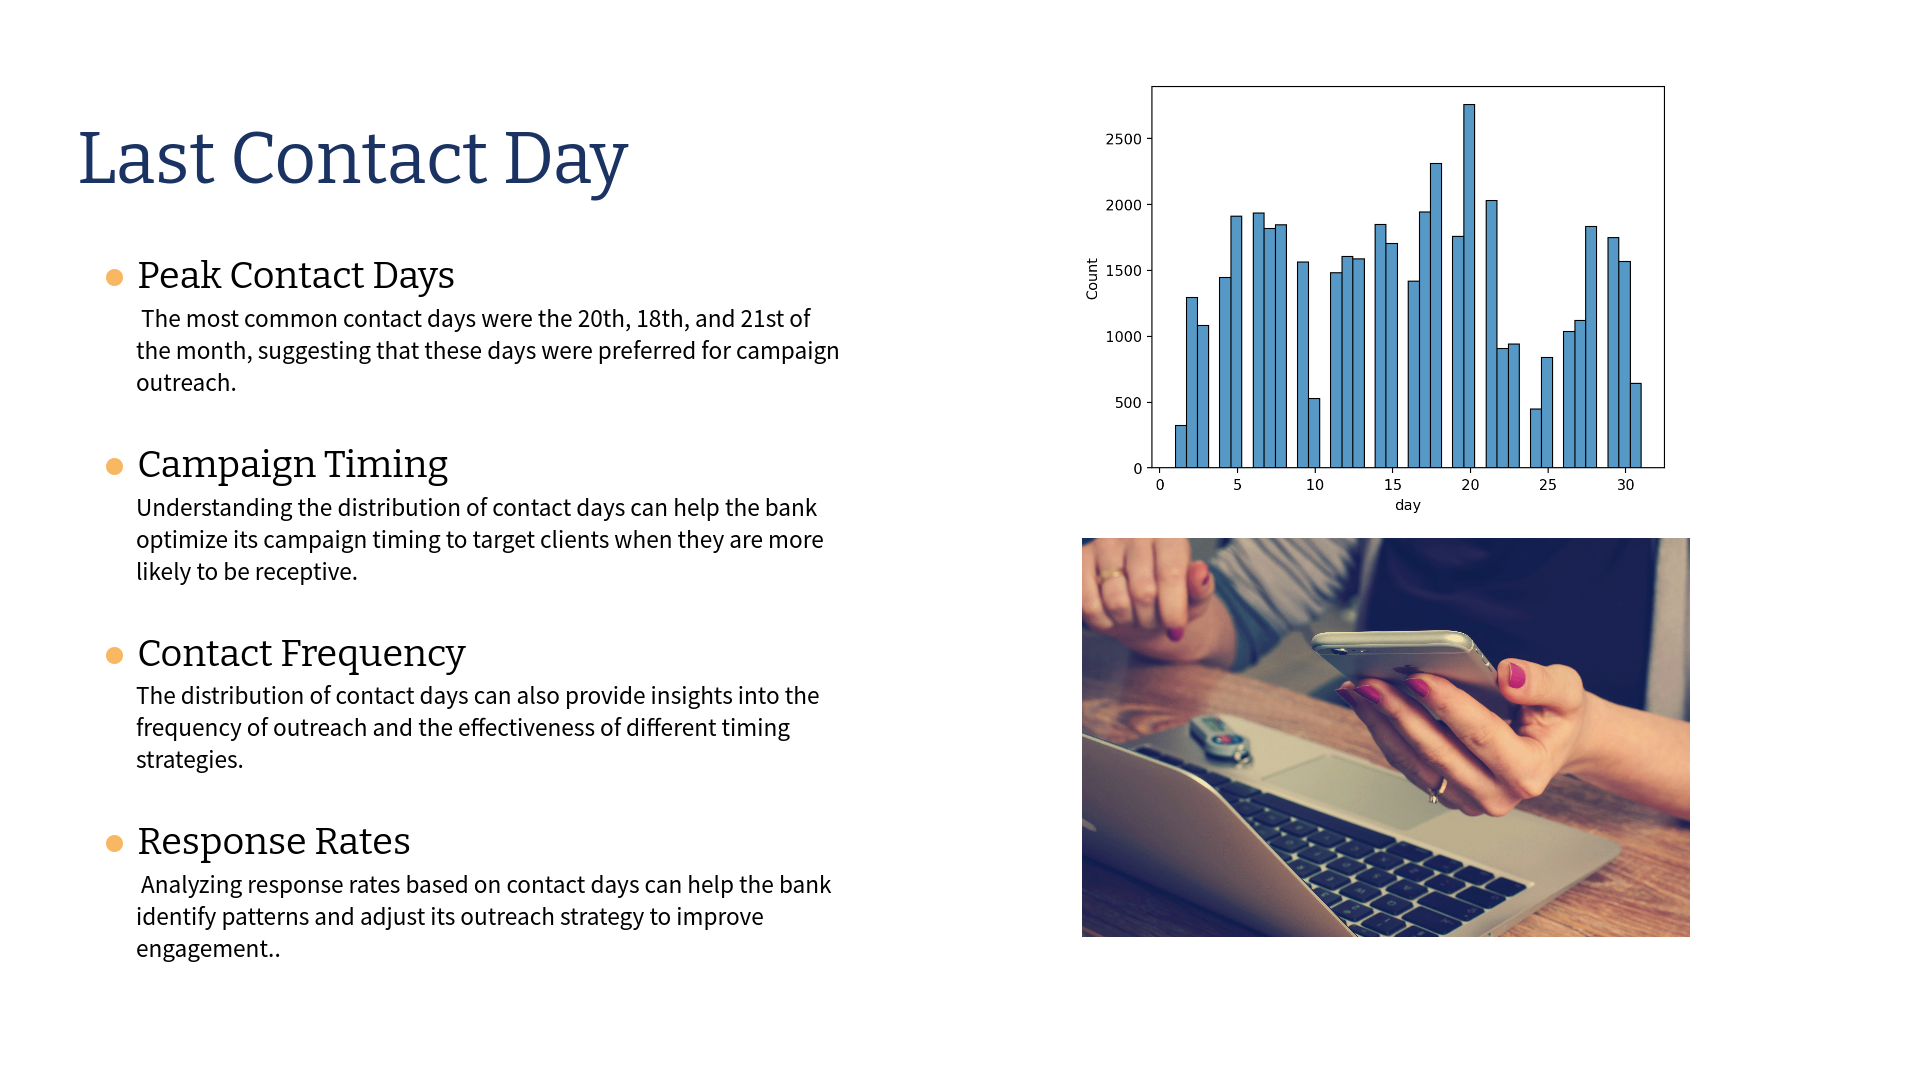 Last Contact Day
Peak Contact Days
The most common contact days were the 20th, 18th, and 21st of
the month, suggesting that these days were preferred for campaign
outreach.
Campaign Timing
Understanding the distribution of contact days can help the bank
optimize its campaign timing to target clients when they are more
likely to be receptive.
Contact Frequency
The distribution of contact days can also provide insights into the
frequency of outreach and the effectiveness of different timing
strategies.
Response Rates
Analyzing response rates based on contact days can help the bank
identify patterns and adjust its outreach strategy to improve
engagement..
2500
2000
1500
1000
500
0
Count
0 5 10 15 20 25 30
day